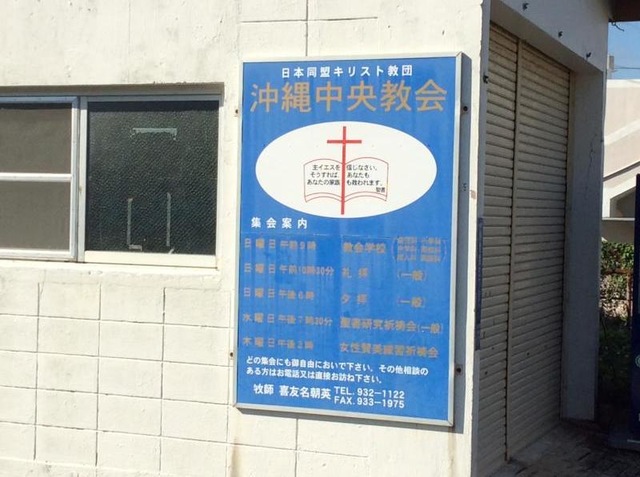 日本同盟キリスト教団
沖縄中央教会
主イエスを 信じなさい。
そうすれば、 あなたも
あなたの家族 も救われます。
聖書
集会案内
日曜日午前9時 教会学校
日曜日午前10時30分 礼拝 (一般)
日曜日午後6時 夕拝 (一般)
水曜日午後7時30分 聖書研究祈祷会(一般)
木曜日午後2時 女性賛美練習祈祷会
どの集会にも御自由においで下さい。その他相談の
ある方はお電話又は直接お訪ね下さい。
牧師 喜友名朝英 TEL. 932―1122
FAX. 933―1975